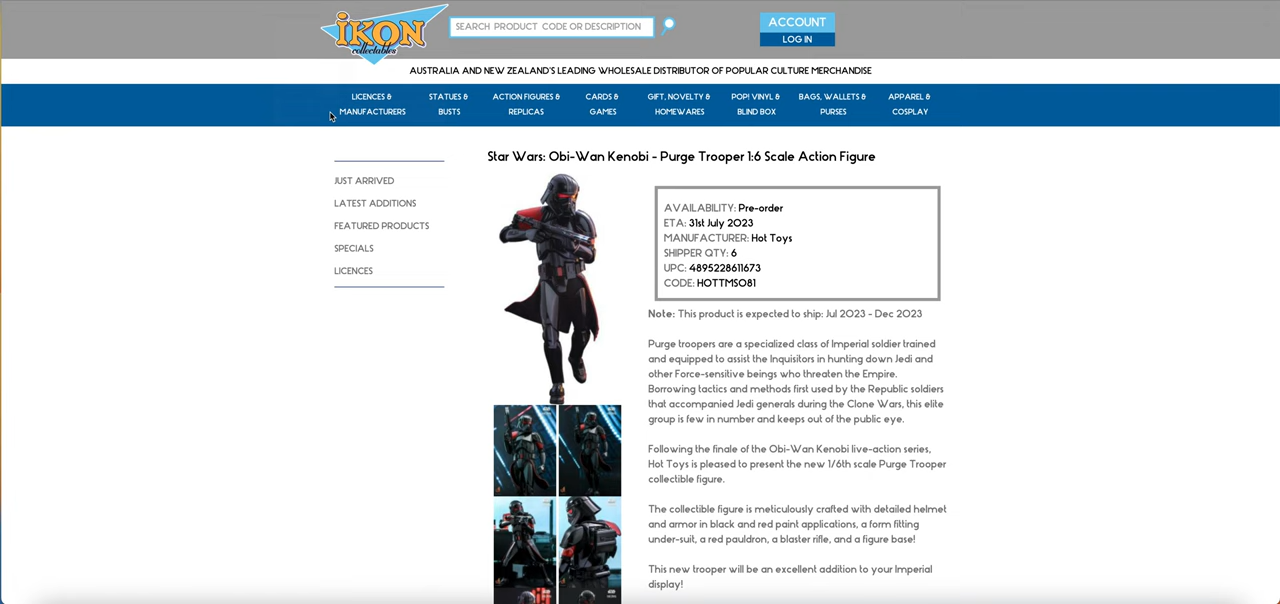 iKON
collectables
SEARCH PRODUCT CODE OR DESCRIPTION
ACCOUNT
LOG IN
AUSTRALIA AND NEW ZEALAND'S LEADING WHOLESALE DISTRIBUTOR OF POPULAR CULTURE MERCHANDISE
LICENCES &
MANUFACTURERS
STATUES &
BUSTS
ACTION FIGURES &
REPLICAS
CARDS &
GAMES
GIFT, NOVELTY &
HOMEWARES
POP! VINYL &
BLIND BOX
BAGS, WALLETS &
PURSES
APPAREL &
COSPLAY
JUST ARRIVED
LATEST ADDITIONS
FEATURED PRODUCTS
SPECIALS
LICENCES
Star Wars: Obi-Wan Kenobi - Purge Trooper 1:6 Scale Action Figure
AVAILABILITY: Pre-order
ETA: 31st July 2023
MANUFACTURER: Hot Toys
SHIPPER QTY: 6
UPC: 4895228611673
CODE: HOTTMS081
Note: This product is expected to ship: Jul 2023 - Dec 2023
Purge troopers are a specialized class of Imperial soldier trained
and equipped to assist the Inquisitors in hunting down Jedi and
other Force-sensitive beings who threaten the Empire.
Borrowing tactics and methods first used by the Republic soldiers
that accompanied Jedi generals during the Clone Wars, this elite
group is few in number and keeps out of the public eye.
Following the finale of the Obi-Wan Kenobi live-action series,
Hot Toys is pleased to present the new 1/6th scale Purge Trooper
collectible figure.
The collectible figure is meticulously crafted with detailed helmet
and armor in black and red paint applications, a form fitting
under-suit, a red pauldron, a blaster rifle, and a figure base!
This new trooper will be an excellent addition to your Imperial
display!